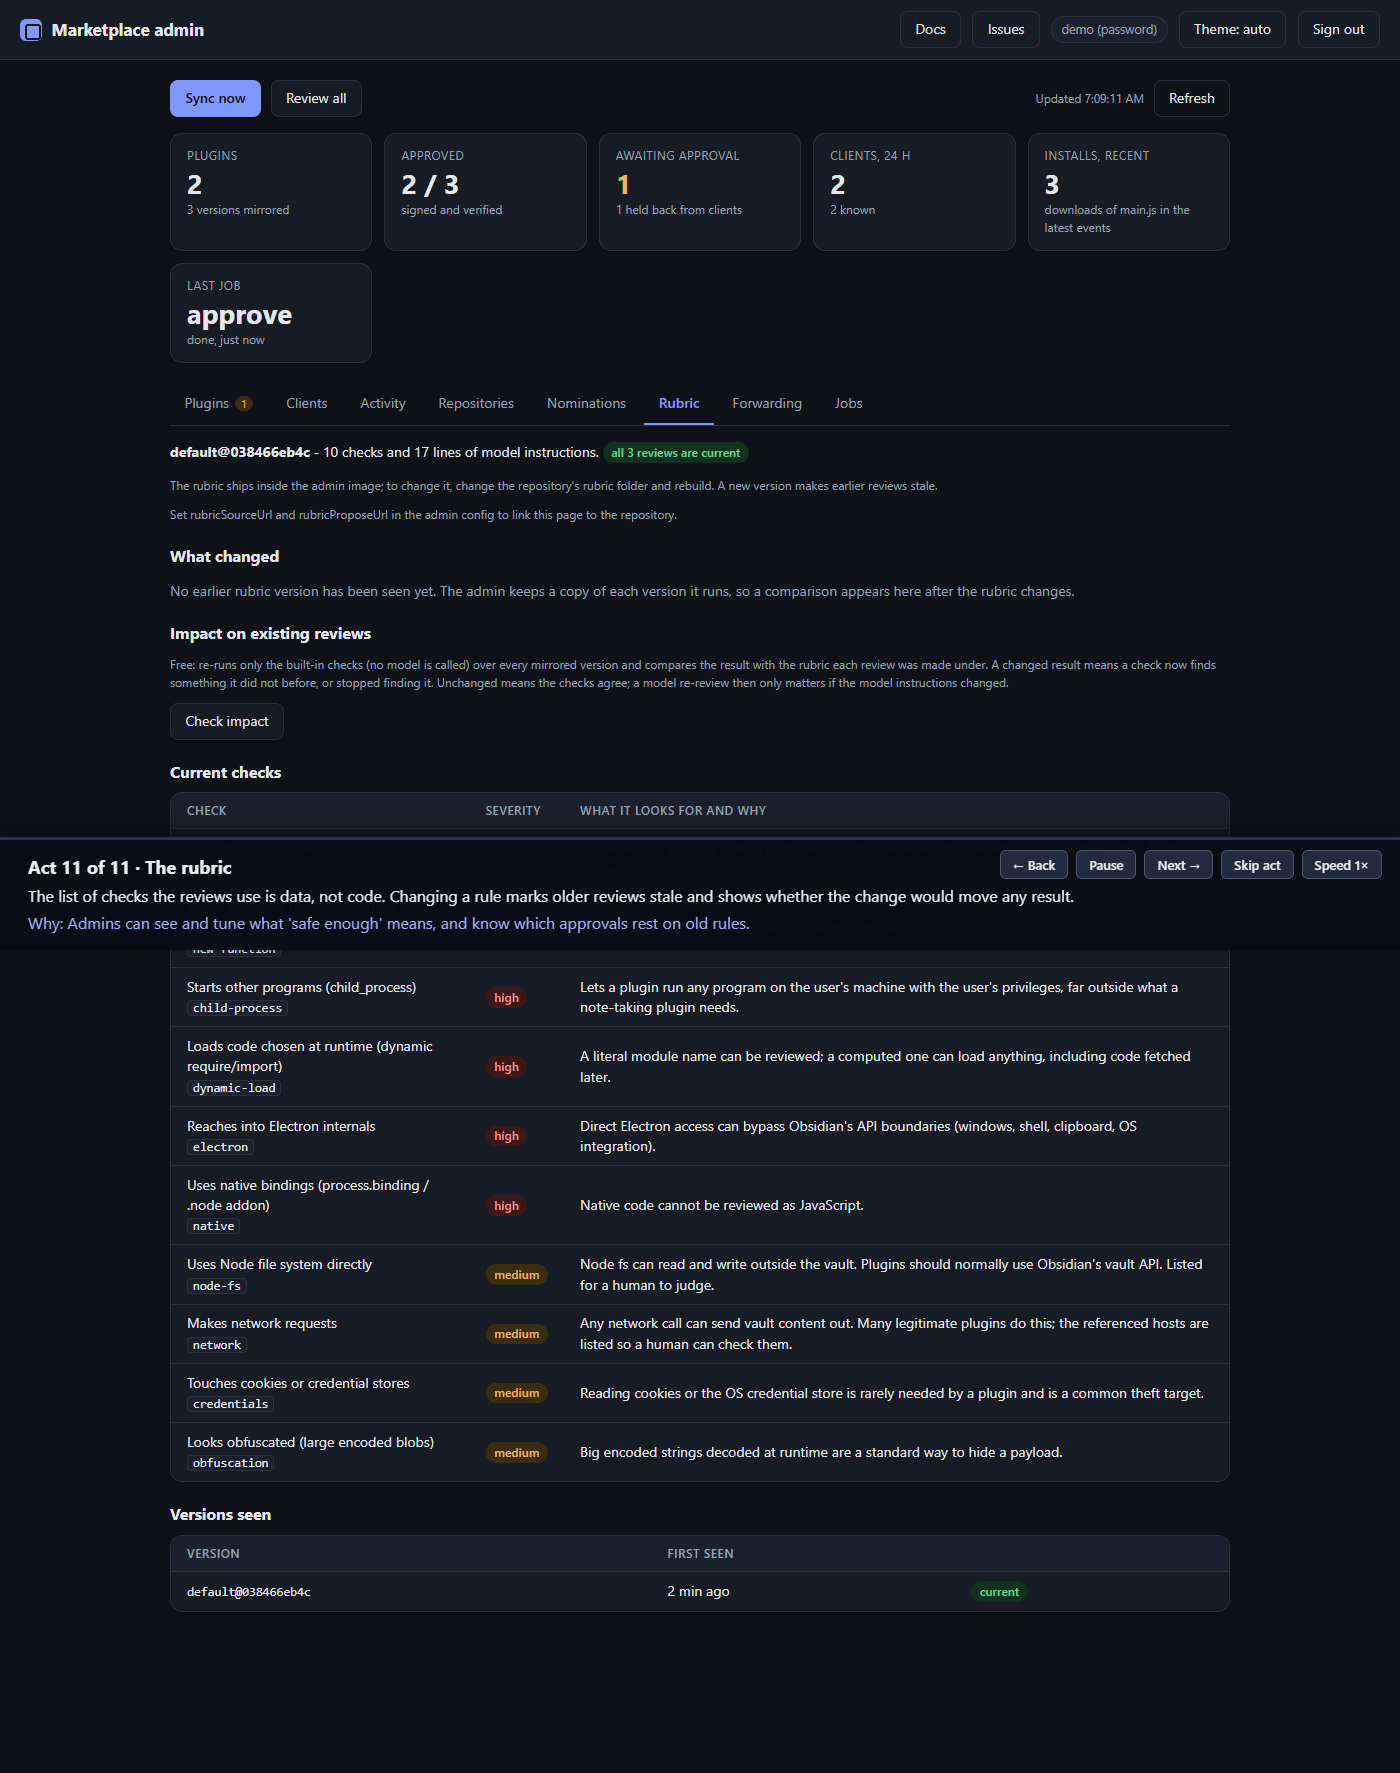 Marketplace admin
Docs
Issues
demo (password)
Theme: auto
Sign out
Sync now
Review all
Updated 7:09:11 AM
Refresh
PLUGINS
2
3 versions mirrored
APPROVED
2 / 3
signed and verified
AWAITING APPROVAL
1
1 held back from clients
CLIENTS, 24 H
2
2 known
INSTALLS, RECENT
3
downloads of main.js in the
latest events
LAST JOB
approve
done, just now
Plugins 1
Clients
Activity
Repositories
Nominations
Rubric
Forwarding
Jobs
default@038466eb4c - 10 checks and 17 lines of model instructions. all 3 reviews are current
The rubric ships inside the admin image; to change it, change the repository's rubric folder and rebuild. A new version makes earlier reviews stale.
Set rubricSourceUrl and rubricProposeUrl in the admin config to link this page to the repository.
What changed
No earlier rubric version has been seen yet. The admin keeps a copy of each version it runs, so a comparison appears here after the rubric changes.
Impact on existing reviews
Free: re-runs only the built-in checks (no model is called) over every mirrored version and compares the result with the rubric each review was made under. A changed result means a check now finds
something it did not before, or stopped finding it. Unchanged means the checks agree; a model re-review then only matters if the model instructions changed.
Check impact
Current checks
CHECK
SEVERITY
WHAT IT LOOKS FOR AND WHY
Act 11 of 11 · The rubric
← Back
Pause
Next →
Skip act
Speed 1×
The list of checks the reviews use is data, not code. Changing a rule marks older reviews stale and shows whether the change would move any result.
Why: Admins can see and tune what 'safe enough' means, and know which approvals rest on old rules.
new-function
Starts other programs (child_process)
child-process
high
Lets a plugin run any program on the user's machine with the user's privileges, far outside what a
note-taking plugin needs.
Loads code chosen at runtime (dynamic
require/import)
dynamic-load
high
A literal module name can be reviewed; a computed one can load anything, including code fetched
later.
Reaches into Electron internals
electron
high
Direct Electron access can bypass Obsidian's API boundaries (windows, shell, clipboard, OS
integration).
Uses native bindings (process.binding /
.node addon)
native
high
Native code cannot be reviewed as JavaScript.
Uses Node file system directly
node-fs
medium
Node fs can read and write outside the vault. Plugins should normally use Obsidian's vault API. Listed
for a human to judge.
Makes network requests
network
medium
Any network call can send vault content out. Many legitimate plugins do this; the referenced hosts are
listed so a human can check them.
Touches cookies or credential stores
credentials
medium
Reading cookies or the OS credential store is rarely needed by a plugin and is a common theft target.
Looks obfuscated (large encoded blobs)
obfuscation
medium
Big encoded strings decoded at runtime are a standard way to hide a payload.
Versions seen
VERSION
FIRST SEEN
default@038466eb4c
2 min ago
current